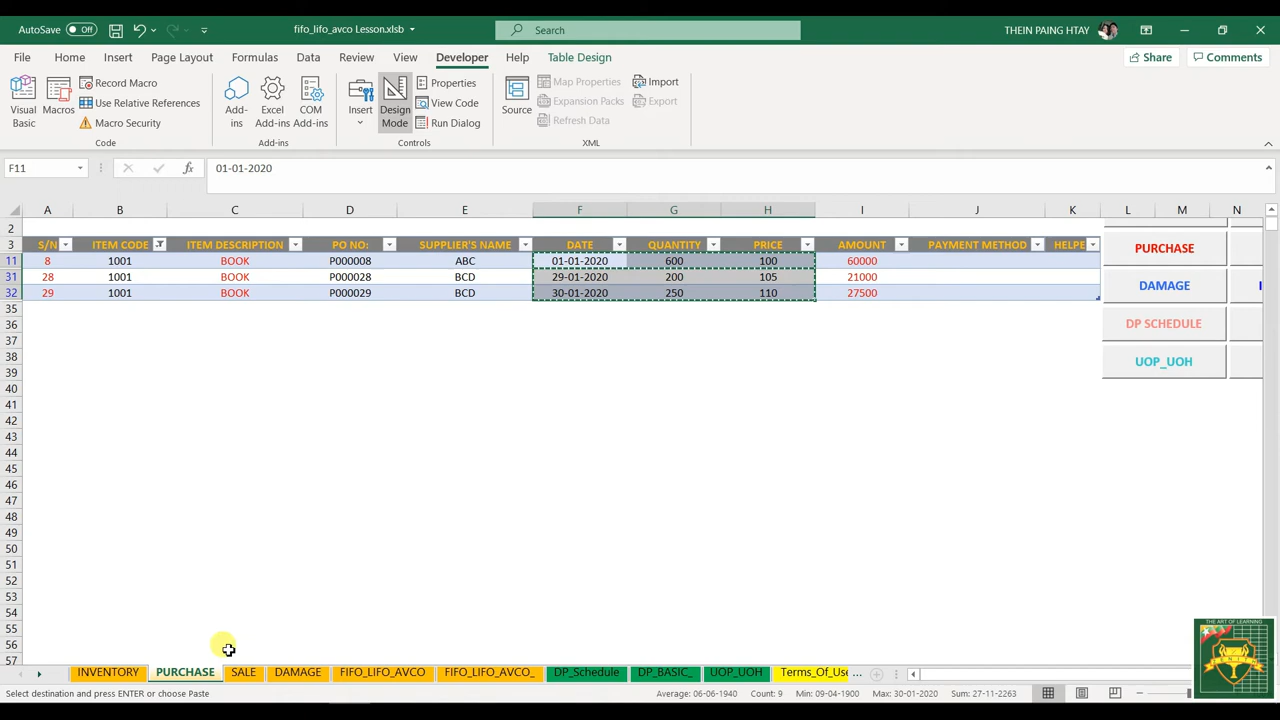 AutoSave Off fifo_lifo_avco Lesson.xlsb Search THEIN PAING HTAY
File Home Insert Page Layout Formulas Data Review View Developer Help Table Design Share Comments
Visual Basic
Macros
Record Macro
Use Relative References
Macro Security
Code
Add-ins
Excel Add-ins
COM Add-ins
Add-ins
Insert
Design Mode
Properties
View Code
Run Dialog
Controls
Source
Map Properties
Expansion Packs
Refresh Data
Import
Export
XML
F11 fx 01-01-2020
A B C D E F G H I J K L M N
2
3 S/N ITEM CODE ITEM DESCRIPTION PO NO: SUPPLIER'S NAME DATE QUANTITY PRICE AMOUNT PAYMENT METHOD HELPE
11 8 1001 BOOK P000008 ABC 01-01-2020 600 100 60000
31 28 1001 BOOK P000028 BCD 29-01-2020 200 105 21000
32 29 1001 BOOK P000029 BCD 30-01-2020 250 110 27500
PURCHASE
DAMAGE
DP SCHEDULE
UOP_UOH
35
36
37
38
39
40
41
42
43
44
45
46
47
48
49
50
51
52
53
54
55
56
57
THE ART OF LEARNING
ZENITH
INVENTORY PURCHASE SALE DAMAGE FIFO_LIFO_AVCO FIFO_LIFO_AVCO_ DP_Schedule DP_BASIC_ UOP_UOH Terms_Of_Use ...
Select destination and press ENTER or choose Paste Average: 06-06-1940 Count: 9 Min: 09-04-1900 Max: 30-01-2020 Sum: 21-11-2263